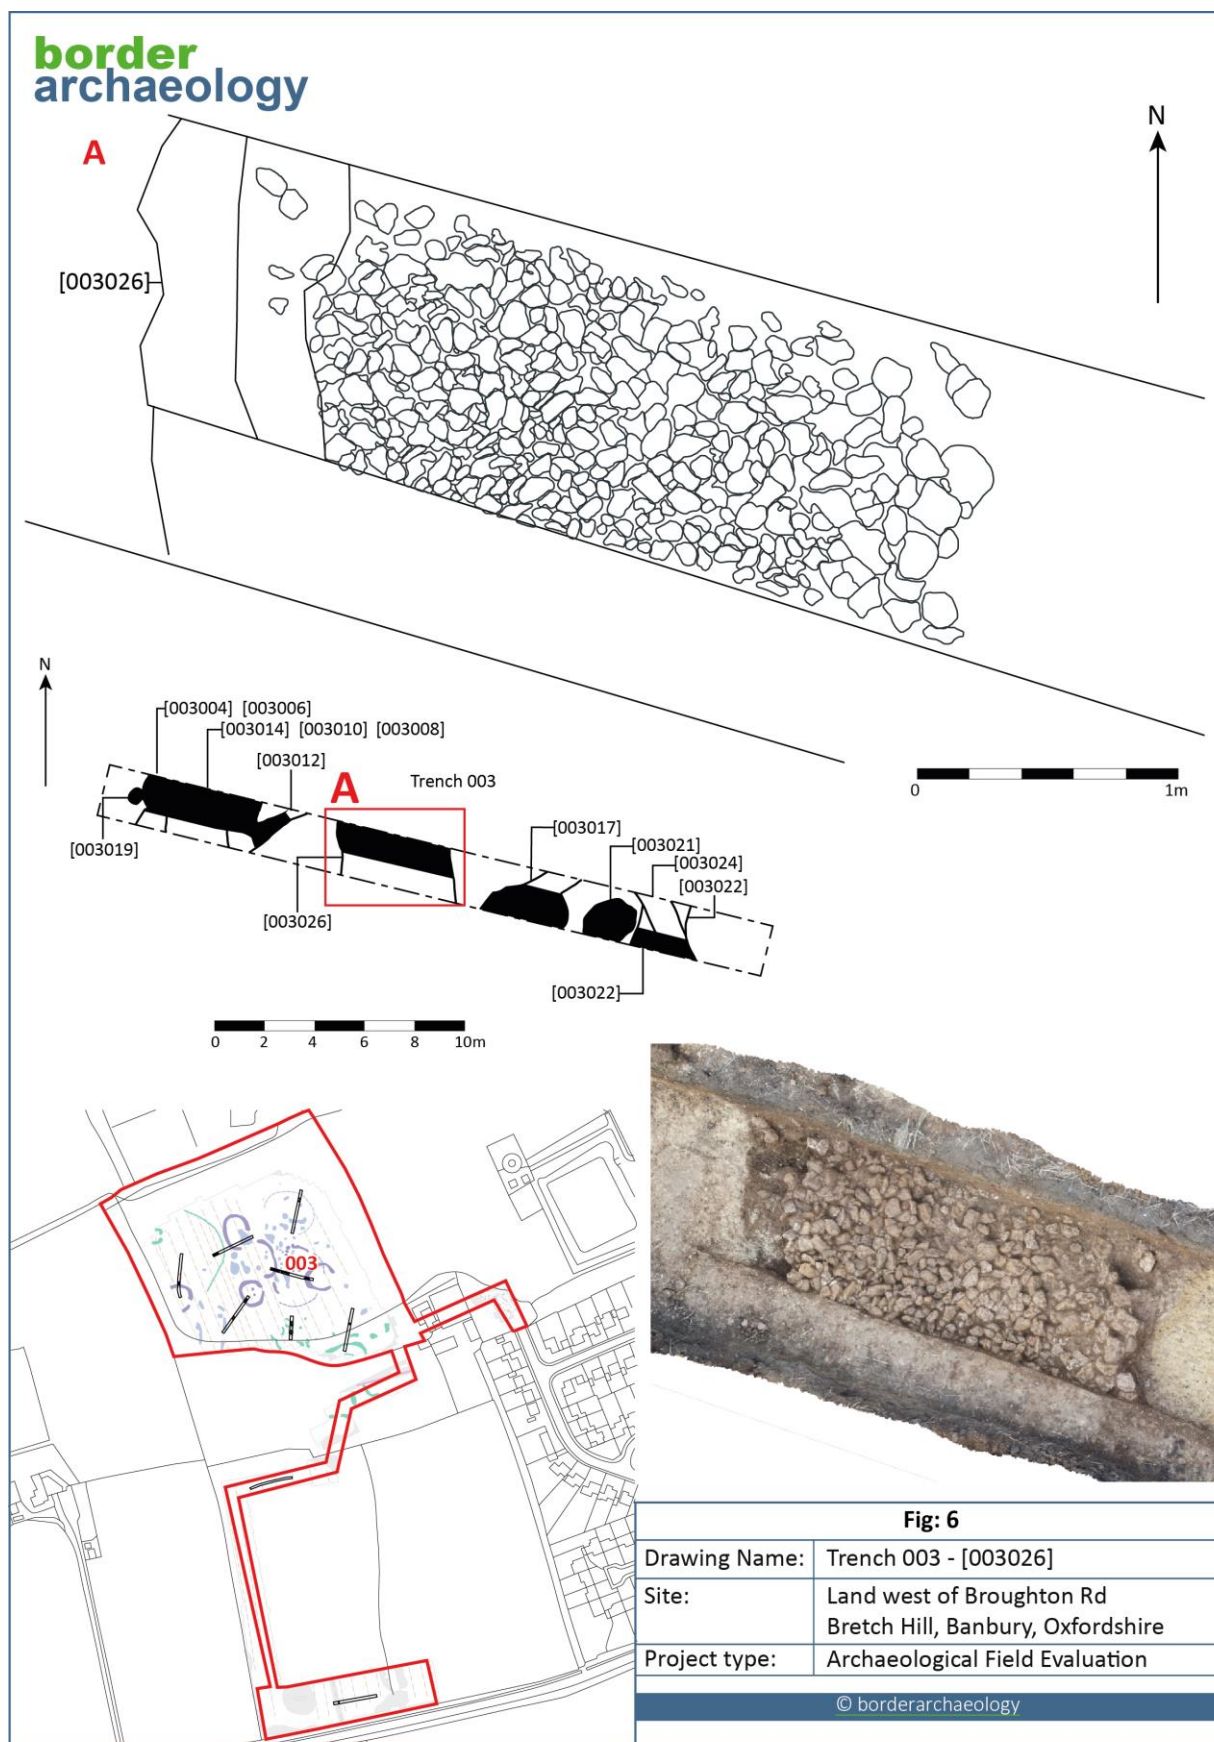 border
archaeology
A
N
[003026]
0 1m
N
[003004] [003006]
[003014] [003010] [003008]
[003012]
A
Trench 003
[003017]
[003021]
[003024]
[003022]
[003019]
[003026]
[003022]
0 2 4 6 8 10m
003
Fig: 6
Drawing Name: Trench 003 - [003026]
Site: Land west of Broughton Rd
Bretch Hill, Banbury, Oxfordshire
Project type: Archaeological Field Evaluation
© borderarchaeology